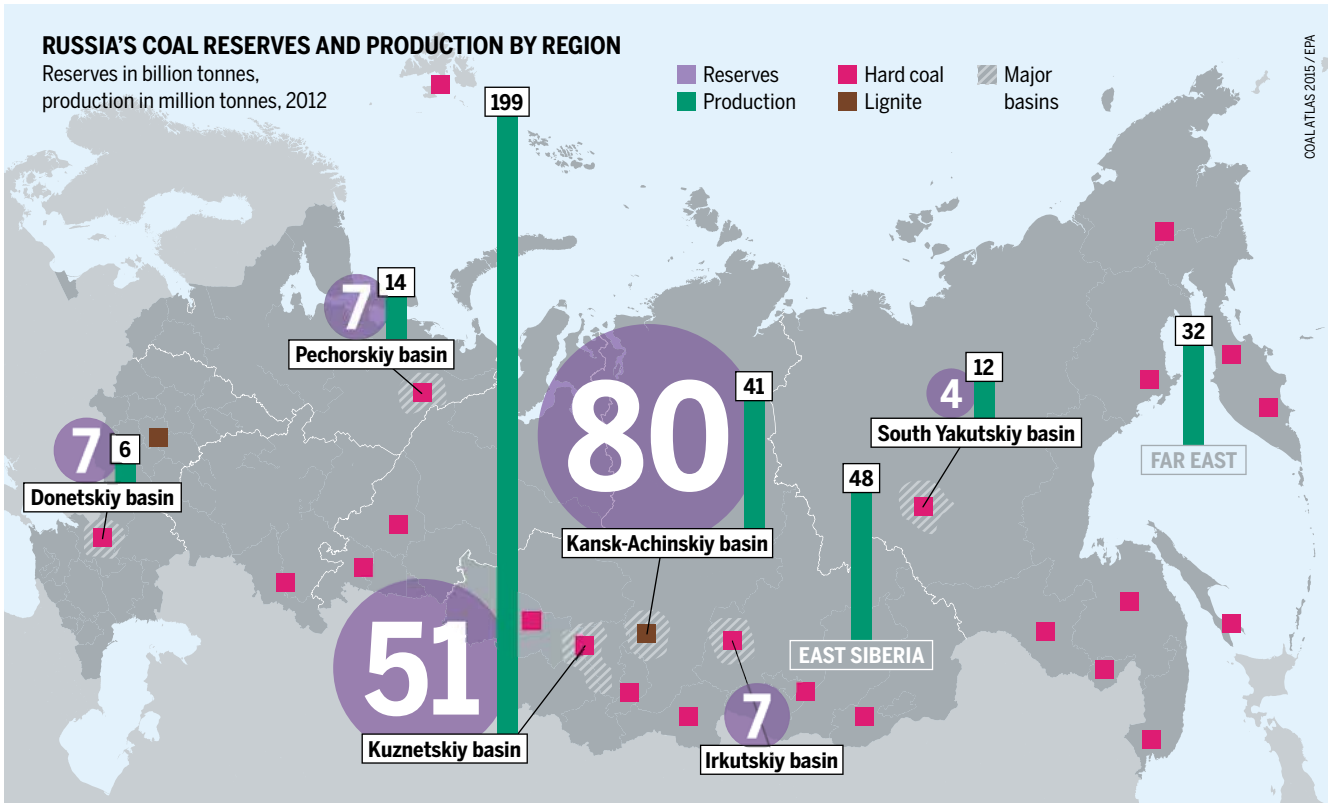 RUSSIA'S COAL RESERVES AND PRODUCTION BY REGION
Reserves in billion tonnes,
production in million tonnes, 2012
Reserves
Production
Hard coal
Lignite
Major
basins
COAL ATLAS 2015 / EPA
199
7
14
Pechorskiy basin
7
6
Donetskiy basin
80
41
Kansk-Achinskiy basin
4
12
South Yakutskiy basin
32
FAR EAST
48
EAST SIBERIA
51
Kuznetskiy basin
7
Irkutskiy basin